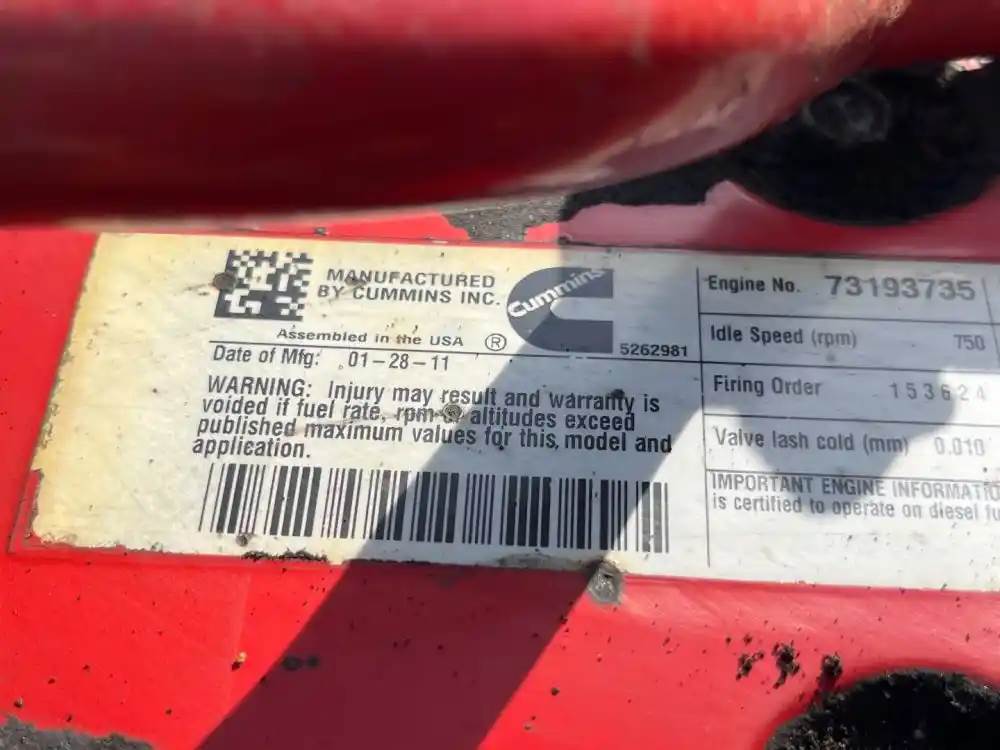 MANUFACTURED
BY CUMMINS INC.
Cummins
Assembled in the USA ®
5262981
Date of Mfg: 01-28-11
WARNING: Injury may result and warranty is
voided if fuel rate, rpm altitudes exceed
published maximum values for this model and
application.
Engine No. 73193735
Idle Speed (rpm) 750
Firing Order 153624
Valve lash cold (mm) 0.010
IMPORTANT ENGINE
is certified to operate on diesel